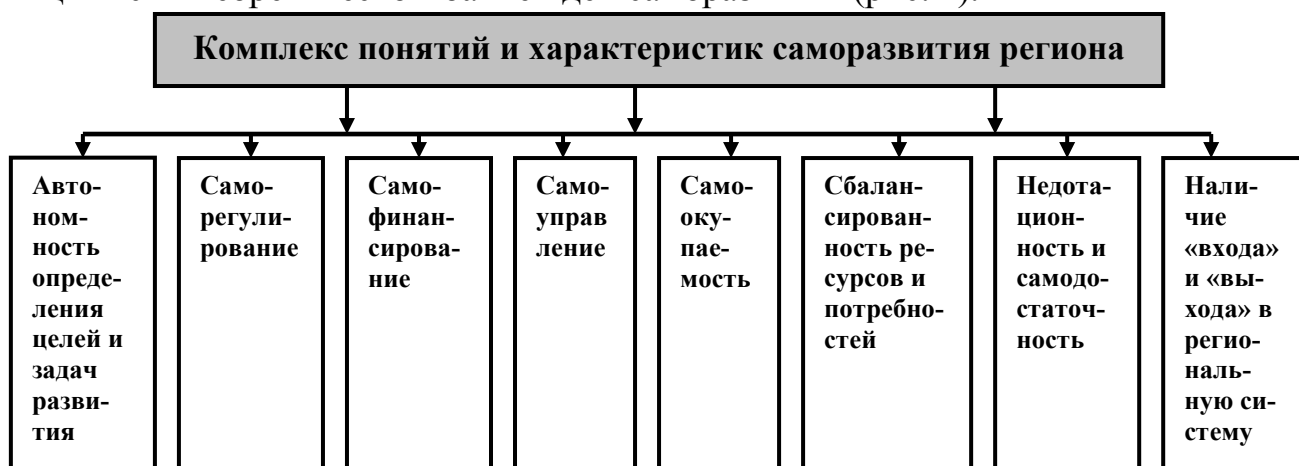 Комплекс понятий и характеристик саморазвития региона
Авто-
ном-
ность
опреде-
ления
целей и
задач
разви-
тия
Само-
регули-
рование
Само-
финан-
сирова-
ние
Само-
управ
ление
Само-
оку-
пае-
мость
Сбалан-
сирован-
ность ре-
сурсов и
потребно-
стей
Недота-
цион-
ность и
самодо-
статоч-
ность
Нали-
чие
«входа»
и «вы-
хода» в
регио-
наль-
ную си-
стему